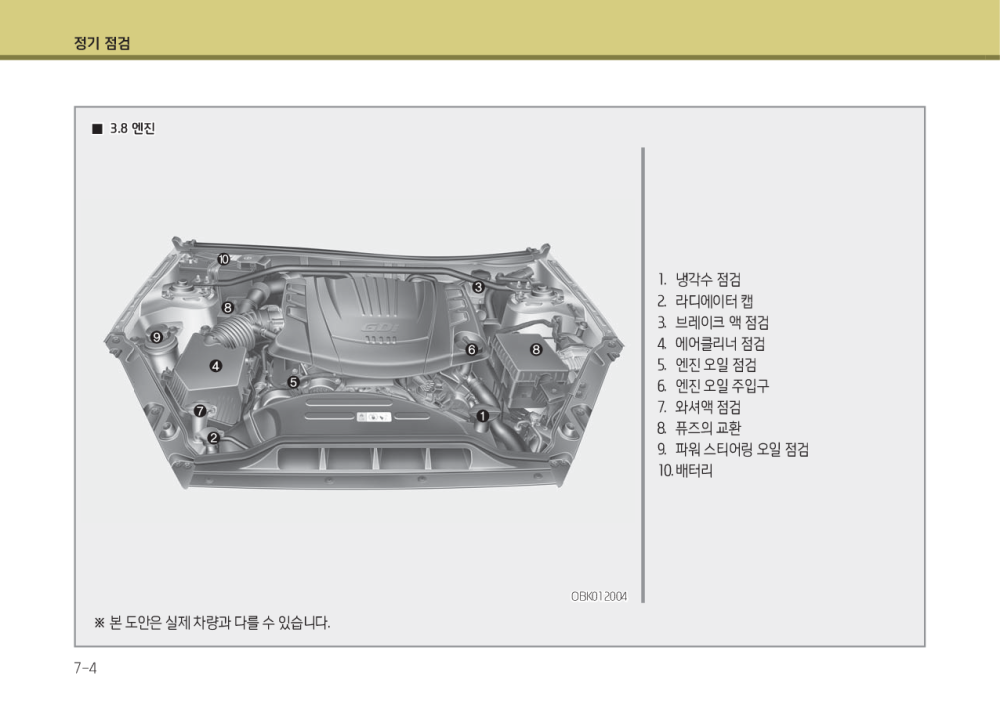 정기 점검
■ 3.8 엔진
10
3
8
9
6
8
4
5
7
1
2
GDI
1. 냉각수 점검
2. 라디에이터 캡
3. 브레이크 액 점검
4. 에어클리너 점검
5. 엔진 오일 점검
6. 엔진 오일 주입구
7. 와셔액 점검
8. 퓨즈의 교환
9. 파워 스티어링 오일 점검
10. 배터리
OBK012004
※ 본 도안은 실제 차량과 다를 수 있습니다.
7-4